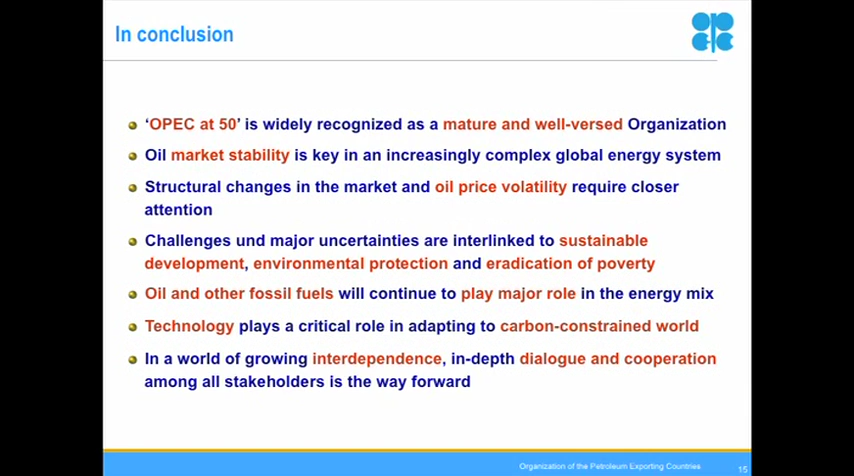 In conclusion
‘OPEC at 50’ is widely recognized as a mature and well-versed Organization
Oil market stability is key in an increasingly complex global energy system
Structural changes in the market and oil price volatility require closer
attention
Challenges und major uncertainties are interlinked to sustainable
development, environmental protection and eradication of poverty
Oil and other fossil fuels will continue to play major role in the energy mix
Technology plays a critical role in adapting to carbon-constrained world
In a world of growing interdependence, in-depth dialogue and cooperation
among all stakeholders is the way forward
Organization of the Petroleum Exporting Countries
15